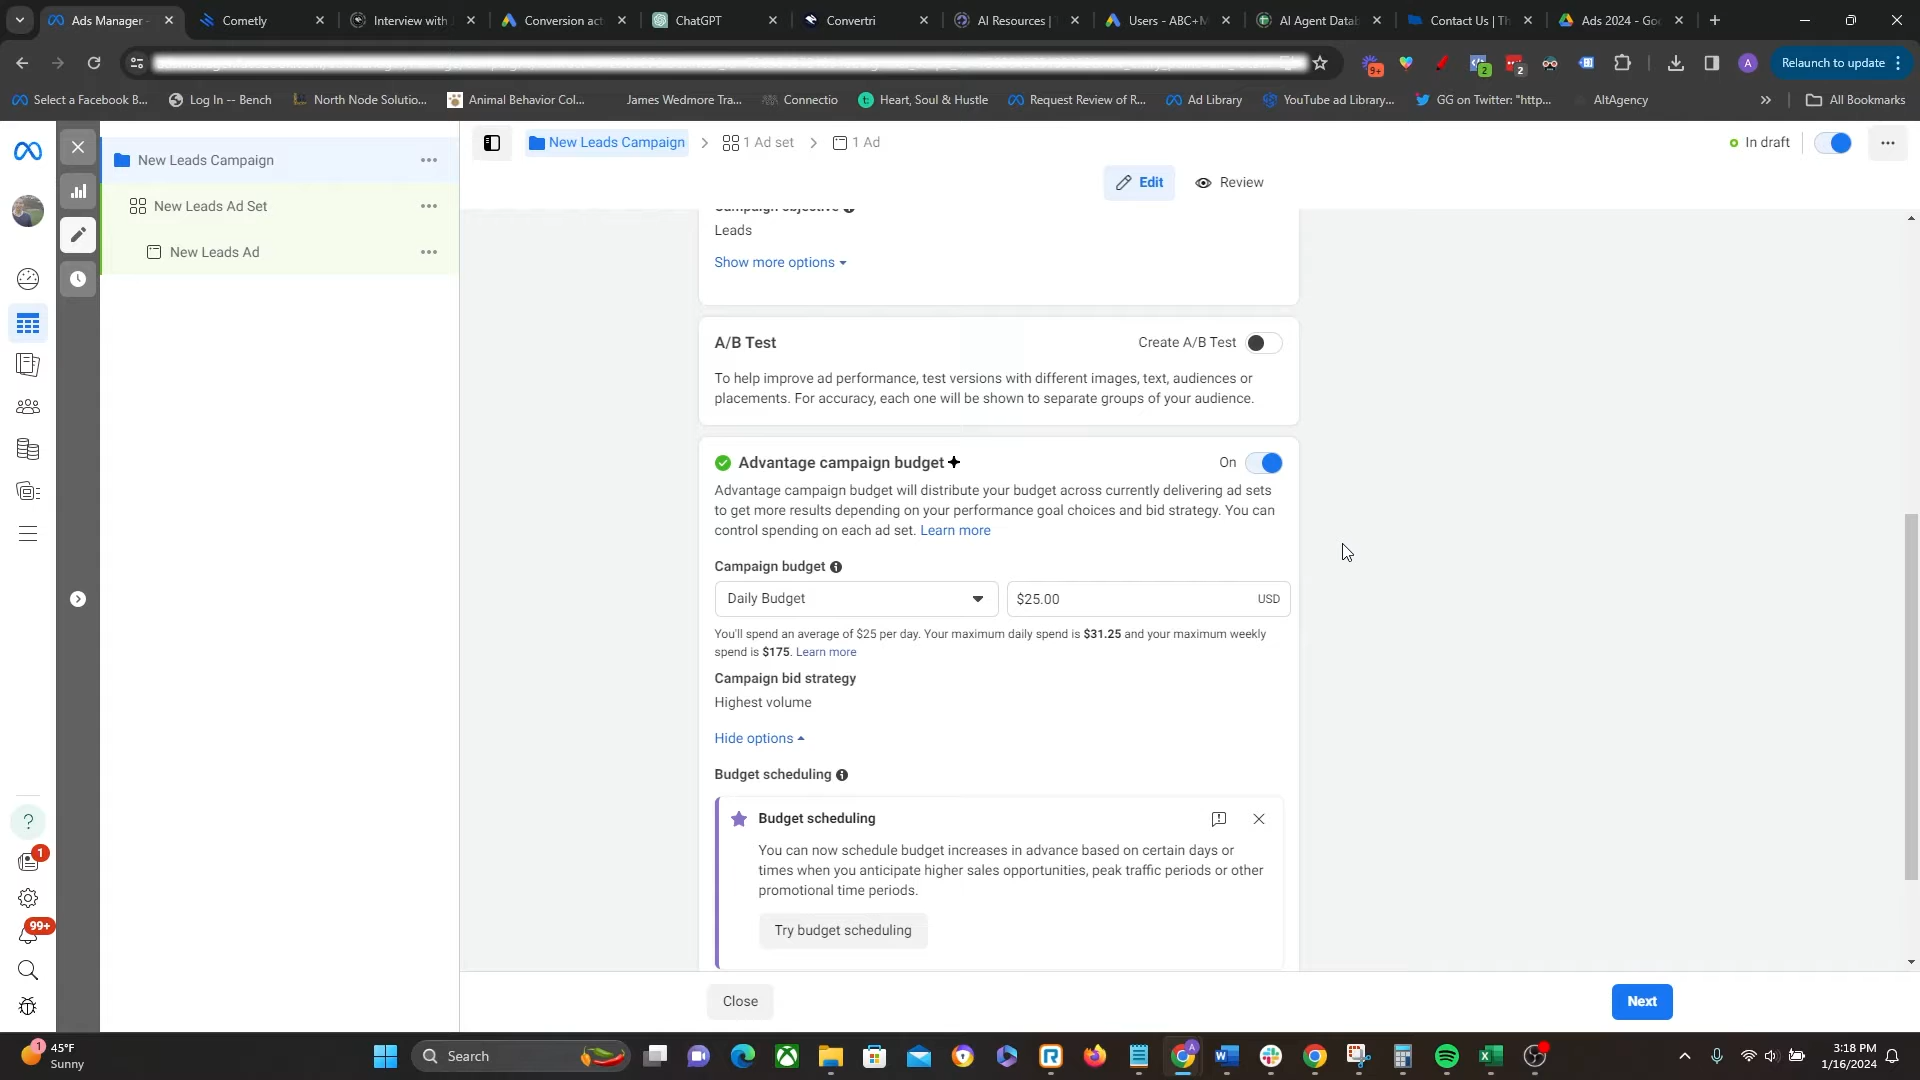 Ads Manager -
Cometly
Interview with
Conversion act
ChatGPT
Convertri
AI Resources |
Users - ABC+M
AI Agent Datab
Contact Us | Th
Ads 2024 - Goo
9+
2
2
A
Relaunch to update
Select a Facebook B...
Log In -- Bench
North Node Solutio...
Animal Behavior Col...
James Wedmore Tra...
Connectio
Heart, Soul & Hustle
Request Review of R...
Ad Library
YouTube ad Library...
GG on Twitter: "http...
AltAgency
»
All Bookmarks
New Leads Campaign
New Leads Ad Set
New Leads Ad
New Leads Campaign
1 Ad set
1 Ad
In draft
Edit
Review
Campaign objective
Leads
Show more options
A/B Test
Create A/B Test
To help improve ad performance, test versions with different images, text, audiences or
placements. For accuracy, each one will be shown to separate groups of your audience.
Advantage campaign budget
On
Advantage campaign budget will distribute your budget across currently delivering ad sets
to get more results depending on your performance goal choices and bid strategy. You can
control spending on each ad set. Learn more
Campaign budget
Daily Budget
$25.00
USD
You'll spend an average of $25 per day. Your maximum daily spend is $31.25 and your maximum weekly
spend is $175. Learn more
Campaign bid strategy
Highest volume
Hide options
Budget scheduling
Budget scheduling
You can now schedule budget increases in advance based on certain days or
times when you anticipate higher sales opportunities, peak traffic periods or other
promotional time periods.
Try budget scheduling
Close
Next
?
1
99+
1
45°F
Sunny
Search
3:18 PM
1/16/2024